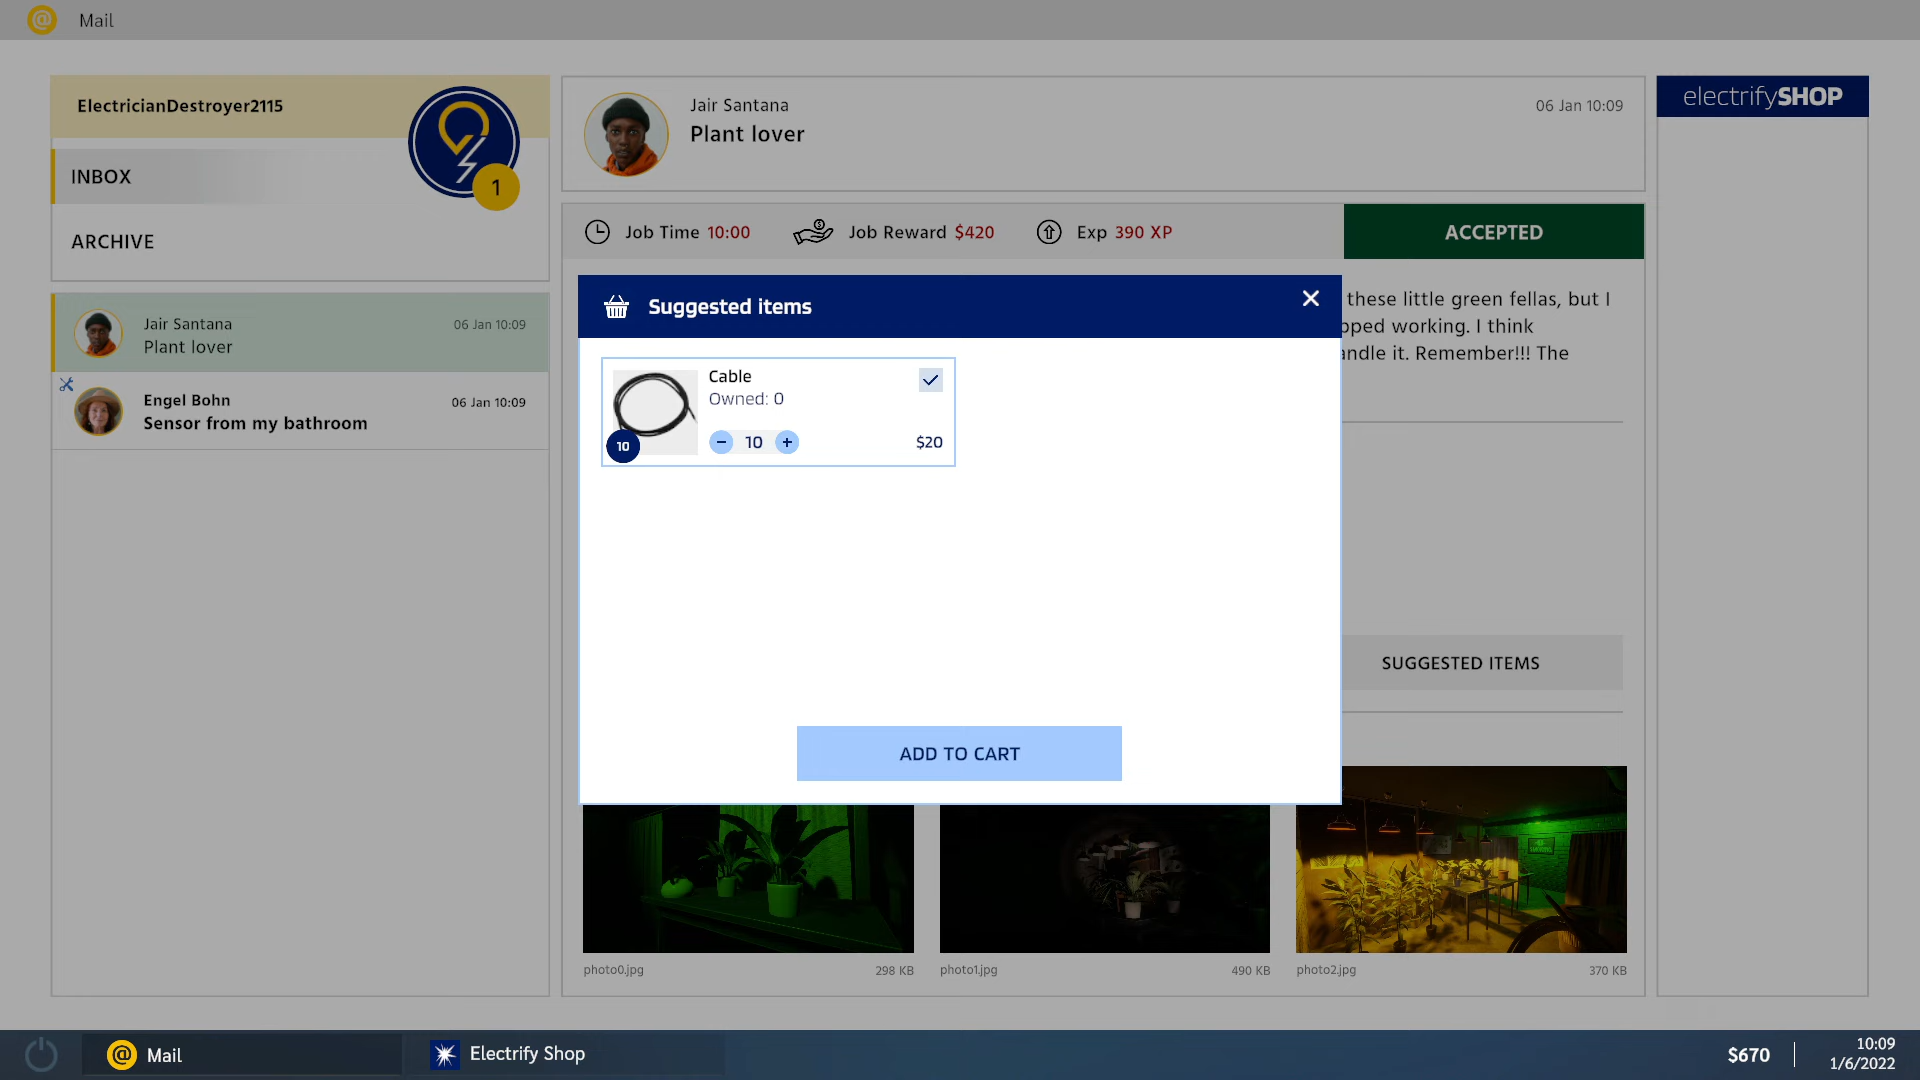 Mail
ElectricianDestroyer2115
1
INBOX
ARCHIVE
Jair Santana
06 Jan 10:09
Plant lover
Engel Bohn
06 Jan 10:09
Sensor from my bathroom
Jair Santana
06 Jan 10:09
Plant lover
electrifySHOP
Job Time 10:00
Job Reward $420
Exp 390 XP
ACCEPTED
these little green fellas, but I
pped working. I think
andle it. Remember!!! The
Suggested items
Cable
Owned: 0
10
10
$20
ADD TO CART
SUGGESTED ITEMS
photo0.jpg
298 KB
photo1.jpg
490 KB
photo2.jpg
370 KB
Mail
Electrify Shop
$670
10:09
1/6/2022